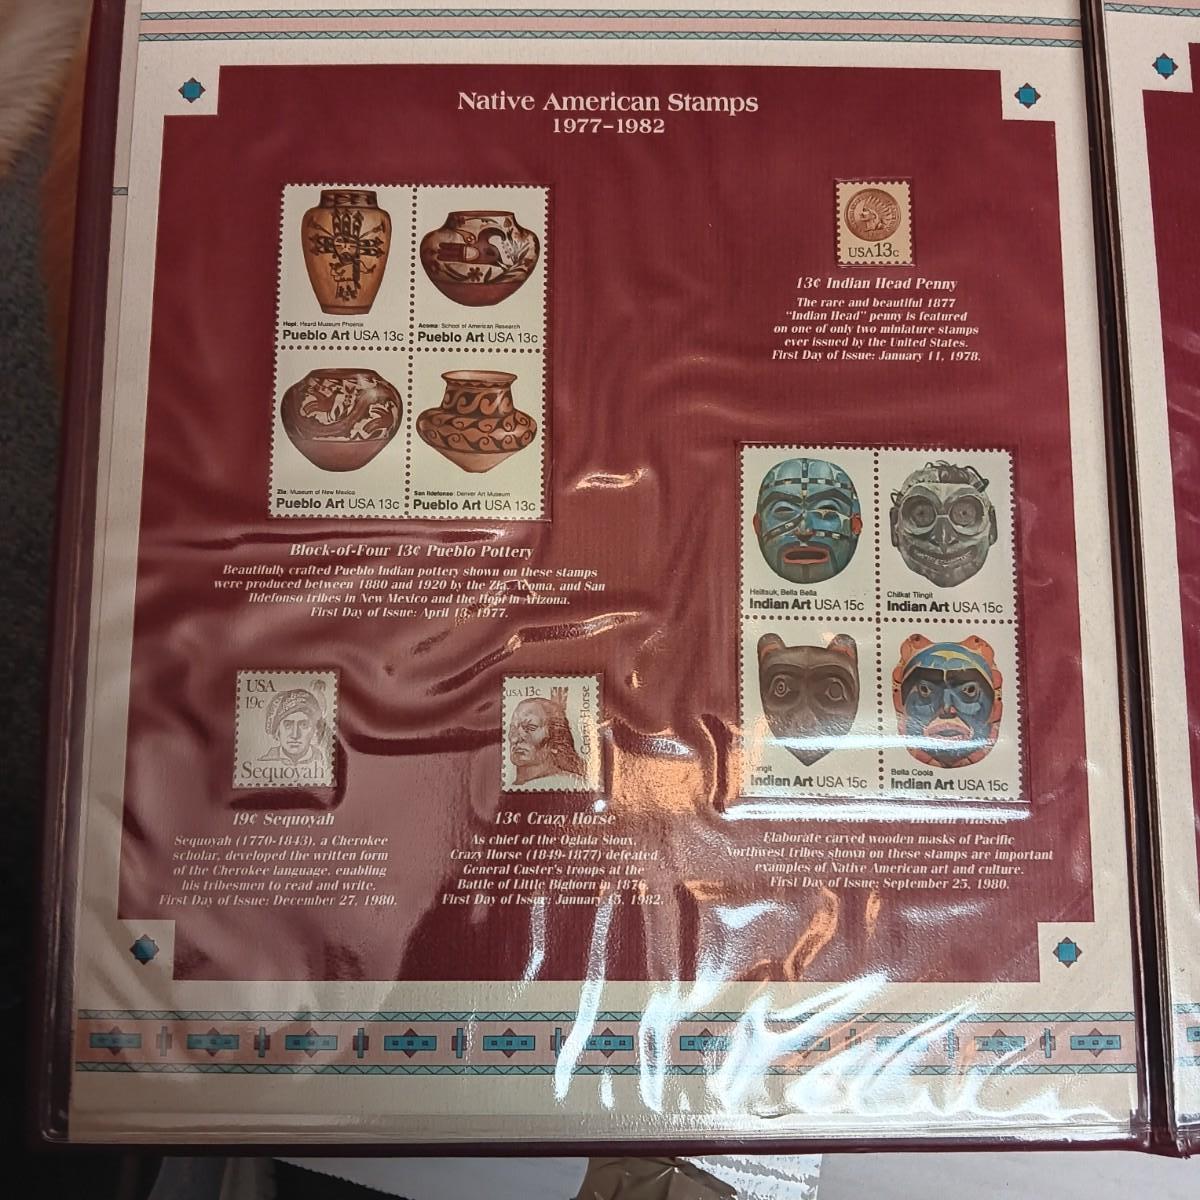 Native American Stamps
1977–1982
Hopi: Heard Museum Phoenix
Pueblo Art USA 13c
Acoma: School of American Research
Pueblo Art USA 13c
Zia: Museum of New Mexico
Pueblo Art USA 13c
San Ildefonso: Denver Art Museum
Pueblo Art USA 13c
Block-of-Four 13¢ Pueblo Pottery
Beautifully crafted Pueblo Indian pottery shown on these stamps
were produced between 1880 and 1920 by the Zia, Acoma, and San
Ildefonso tribes in New Mexico and the Hopi in Arizona.
First Day of Issue: April 13, 1977.
USA 13c
13¢ Indian Head Penny
The rare and beautiful 1877
“Indian Head” penny is featured
on one of only two miniature stamps
ever issued by the United States.
First Day of Issue: January 11, 1978.
Heiltsuk, Bella Bella
Indian Art USA 15c
Chilkat Tlingit
Indian Art USA 15c
Tlingit
Indian Art USA 15c
Bella Coola
Indian Art USA 15c
Indian Masks
Elaborate carved wooden masks of Pacific
Northwest tribes shown on these stamps are important
examples of Native American art and culture.
First Day of Issue: September 25, 1980.
USA
19c
Sequoyah
19¢ Sequoyah
Sequoyah (1770-1843), a Cherokee
scholar, developed the written form
of the Cherokee language, enabling
his tribesmen to read and write.
First Day of Issue: December 27, 1980.
USA 13c
Crazy Horse
13¢ Crazy Horse
As chief of the Oglala Sioux,
Crazy Horse (1849-1877) defeated
General Custer's troops at the
Battle of Little Bighorn in 1876.
First Day of Issue: January 15, 1982.